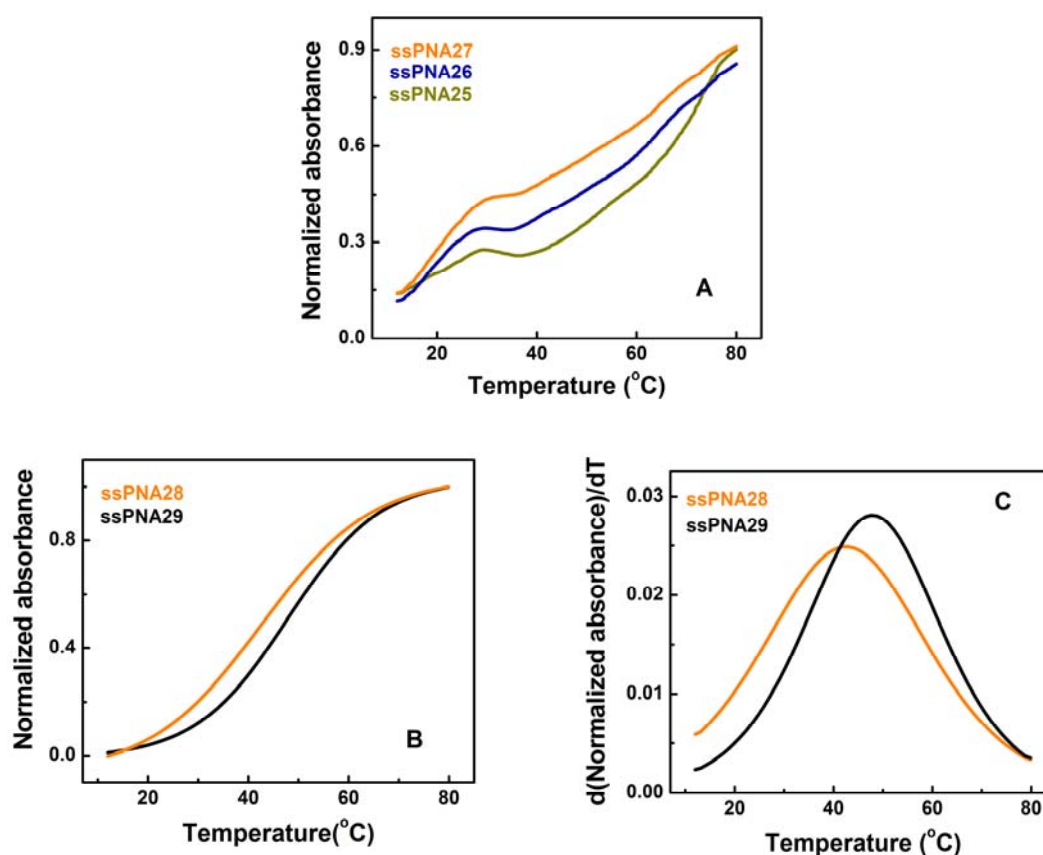 ssPNA27
ssPNA26
ssPNA25
Normalized absorbance
0.9
0.6
0.3
0.0
A
20
40
60
80
Temperature (°C)
ssPNA28
ssPNA29
Normalized absorbance
0.8
0.4
0.0
B
20
40
60
80
Temperature(°C)
ssPNA28
ssPNA29
C
d(Normalized absorbance)/dT
0.03
0.02
0.01
0.00
20
40
60
80
Temperature (°C)